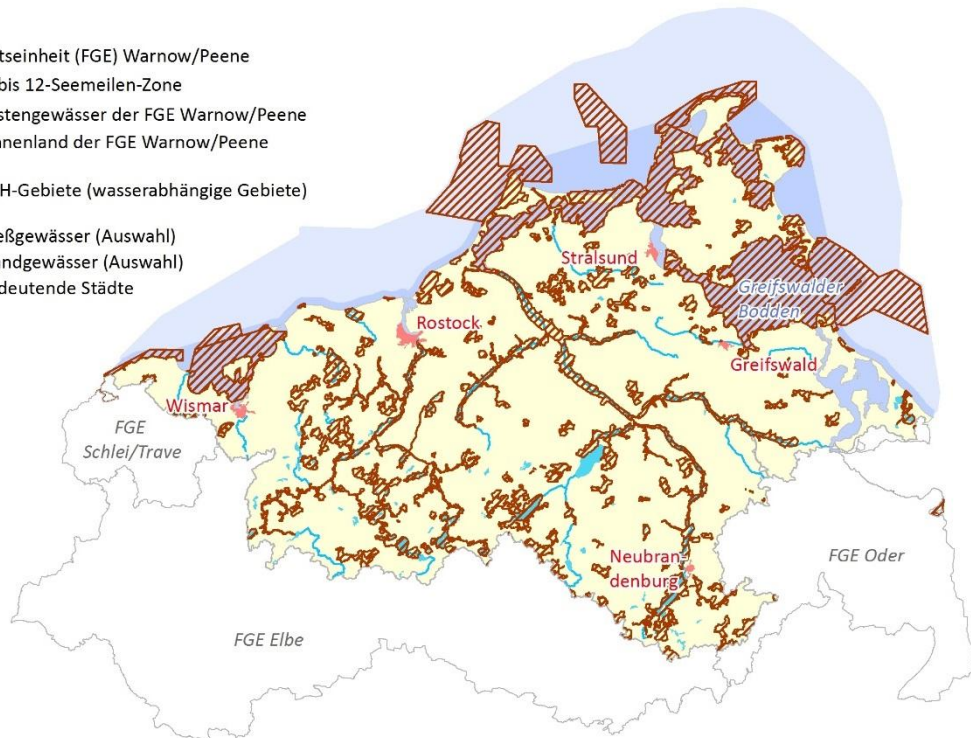 tseinheit (FGE) Warnow/Peene
bis 12-Seemeilen-Zone
stengewässer der FGE Warnow/Peene
nenland der FGE Warnow/Peene
H-Gebiete (wasserabhängige Gebiete)
eßgewässer (Auswahl)
andgewässer (Auswahl)
deutende Städte
Stralsund
Greifswalder
Bodden
Rostock
Greifswald
Wismar
FGE
Schlei/Trave
Neubran-
denburg
FGE Oder
FGE Elbe